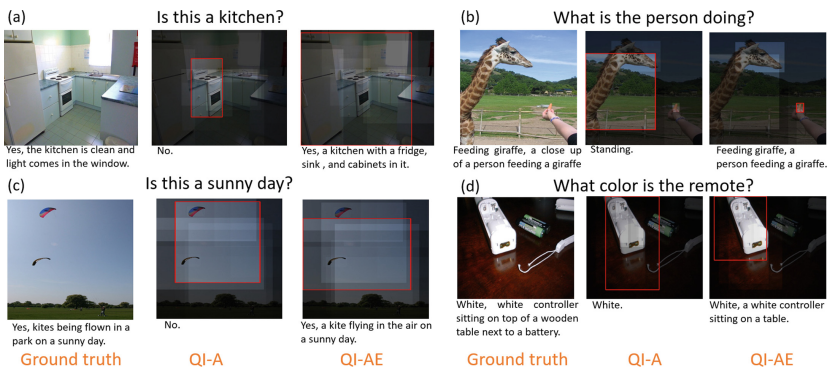 (a) Is this a kitchen?
Yes, the kitchen is clean and
light comes in the window.
No.
Yes, a kitchen with a fridge,
sink , and cabinets in it.
(b) What is the person doing?
Feeding giraffe, a close up
of a person feeding a giraffe
Standing.
Feeding giraffe, a
person feeding a giraffe.
(c) Is this a sunny day?
Yes, kites being flown in a
park on a sunny day.
No.
Yes, a kite flying in the air on
a sunny day.
(d) What color is the remote?
White, white controller
sitting on top of a wooden
table next to a battery.
White.
White, a white controller
sitting on a table.
Ground truth QI-A QI-AE Ground truth QI-A QI-AE